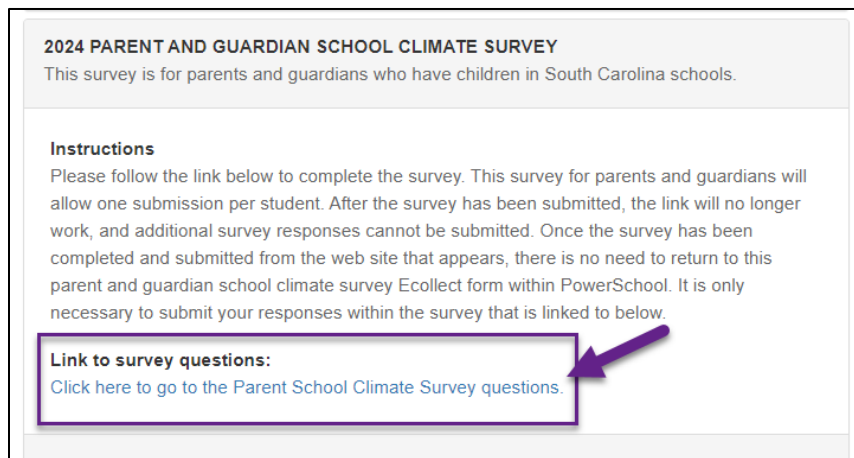 2024 PARENT AND GUARDIAN SCHOOL CLIMATE SURVEY
This survey is for parents and guardians who have children in South Carolina schools.
Instructions
Please follow the link below to complete the survey. This survey for parents and guardians will
allow one submission per student. After the survey has been submitted, the link will no longer
work, and additional survey responses cannot be submitted. Once the survey has been
completed and submitted from the web site that appears, there is no need to return to this
parent and guardian school climate survey Ecollect form within PowerSchool. It is only
necessary to submit your responses within the survey that is linked to below.
Link to survey questions:
Click here to go to the Parent School Climate Survey questions.